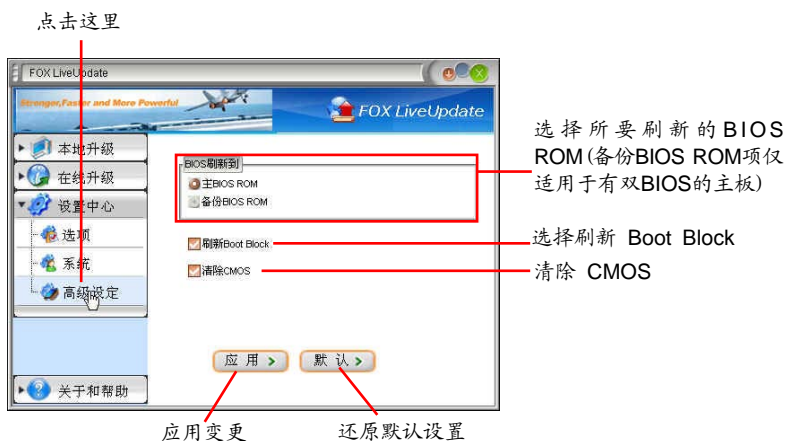 点击这里
FOX LiveUpdate
Stronger,Faster and More Powerful
FOX LiveUpdate
本地升级
在线升级
设置中心
选项
系统
高级设定
关于和帮助
BIOS刷新到
主BIOS ROM
备份BIOS ROM
刷新Boot Block
清除CMOS
应 用
默 认
选择所要刷新的BIOS
ROM(备份BIOS ROM项仅
适用于有双BIOS的主板)
选择刷新 Boot Block
清除 CMOS
应用变更
还原默认设置